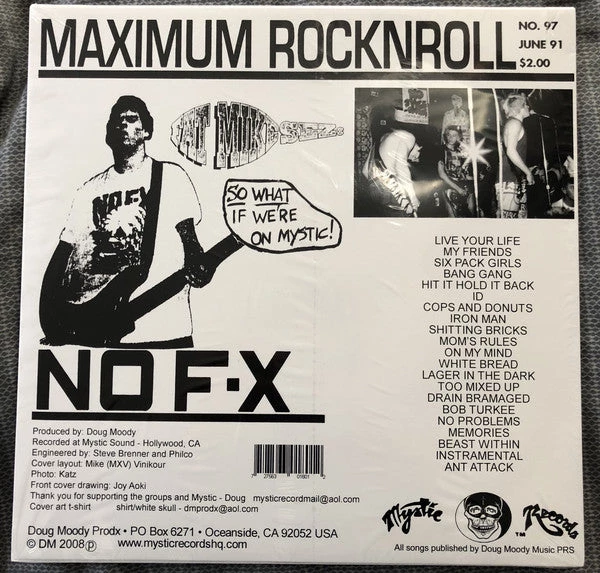 MAXIMUM ROCKNROLL
NO. 97
JUNE 91
$2.00
FAT MIKE SEZ:
NOFX
SO WHAT
IF WE'RE
ON MYSTIC!
NO F·X
LIVE YOUR LIFE
MY FRIENDS
SIX PACK GIRLS
BANG GANG
HIT IT HOLD IT BACK
ID
COPS AND DONUTS
IRON MAN
SHITTING BRICKS
MOM'S RULES
ON MY MIND
WHITE BREAD
LAGER IN THE DARK
TOO MIXED UP
DRAIN BRAMAGED
BOB TURKEE
NO PROBLEMS
MEMORIES
BEAST WITHIN
INSTRAMENTAL
ANT ATTACK
Produced by: Doug Moody
Recorded at Mystic Sound - Hollywood, CA
Engineered by: Steve Brenner and Philco
Cover layout: Mike (MXV) Vinikour
Photo: Katz
Front cover drawing: Joy Aoki
Thank you for supporting the groups and Mystic - Doug mysticrecordmail@aol.com
Cover art t-shirt shirt/white skull - dmprodx@aol.com
Doug Moody Prodx • PO Box 6271 • Oceanside, CA 92052 USA
© DM 2008 ℗ www.mysticrecordshq.com
Mystic Records TM
All songs published by Doug Moody Music PRS